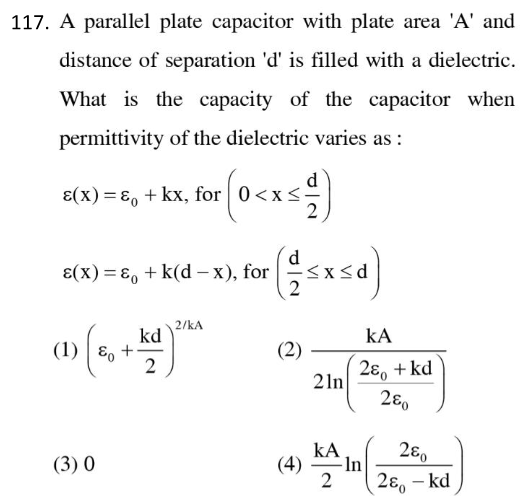 117. A parallel plate capacitor with plate area 'A' and
distance of separation 'd' is filled with a dielectric.
What is the capacity of the capacitor when
permittivity of the dielectric varies as :
ε(x) = ε₀ + kx, for (0 < x ≤ d/2)
ε(x) = ε₀ + k(d – x), for (d/2 ≤ x ≤ d)
(1) (ε₀ + kd/2)^(2/kA) (2) kA / (2 ln((2ε₀ + kd)/(2ε₀)))
(3) 0 (4) kA/2 ln(2ε₀/(2ε₀ – kd))